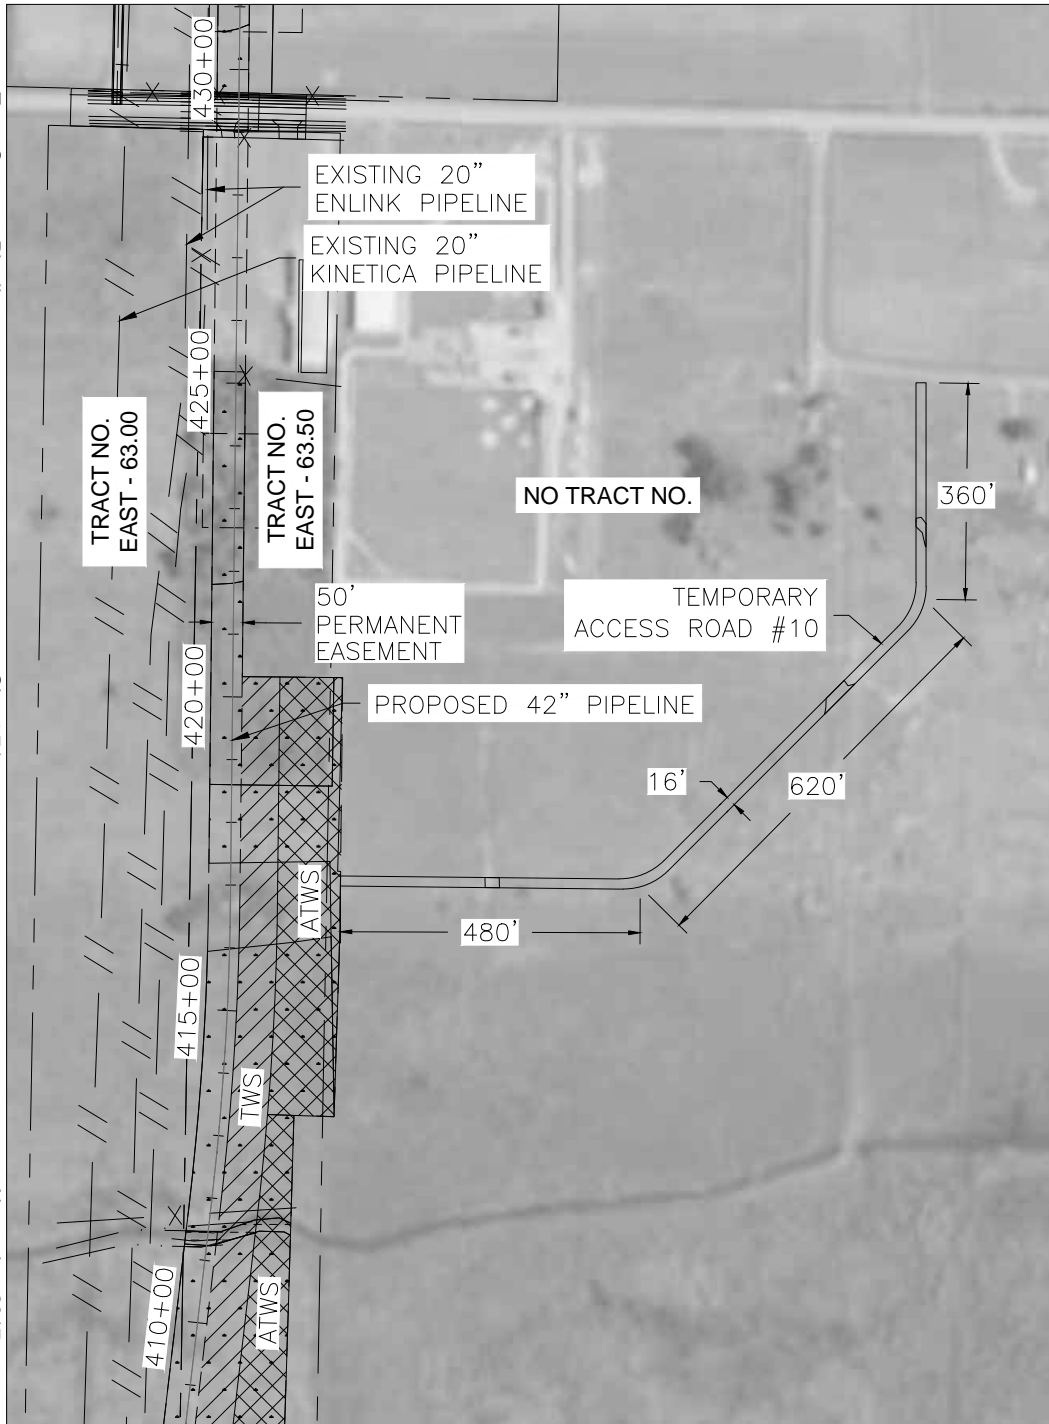 430+00
EXISTING 20”
ENLINK PIPELINE
EXISTING 20”
KINETICA PIPELINE
425+00
TRACT NO.
EAST - 63.00
TRACT NO.
EAST - 63.50
NO TRACT NO.
360’
50’
PERMANENT
EASEMENT
TEMPORARY
ACCESS ROAD #10
420+00
PROPOSED 42” PIPELINE
16’
620’
ATWS
480’
415+00
TWS
410+00
ATWS